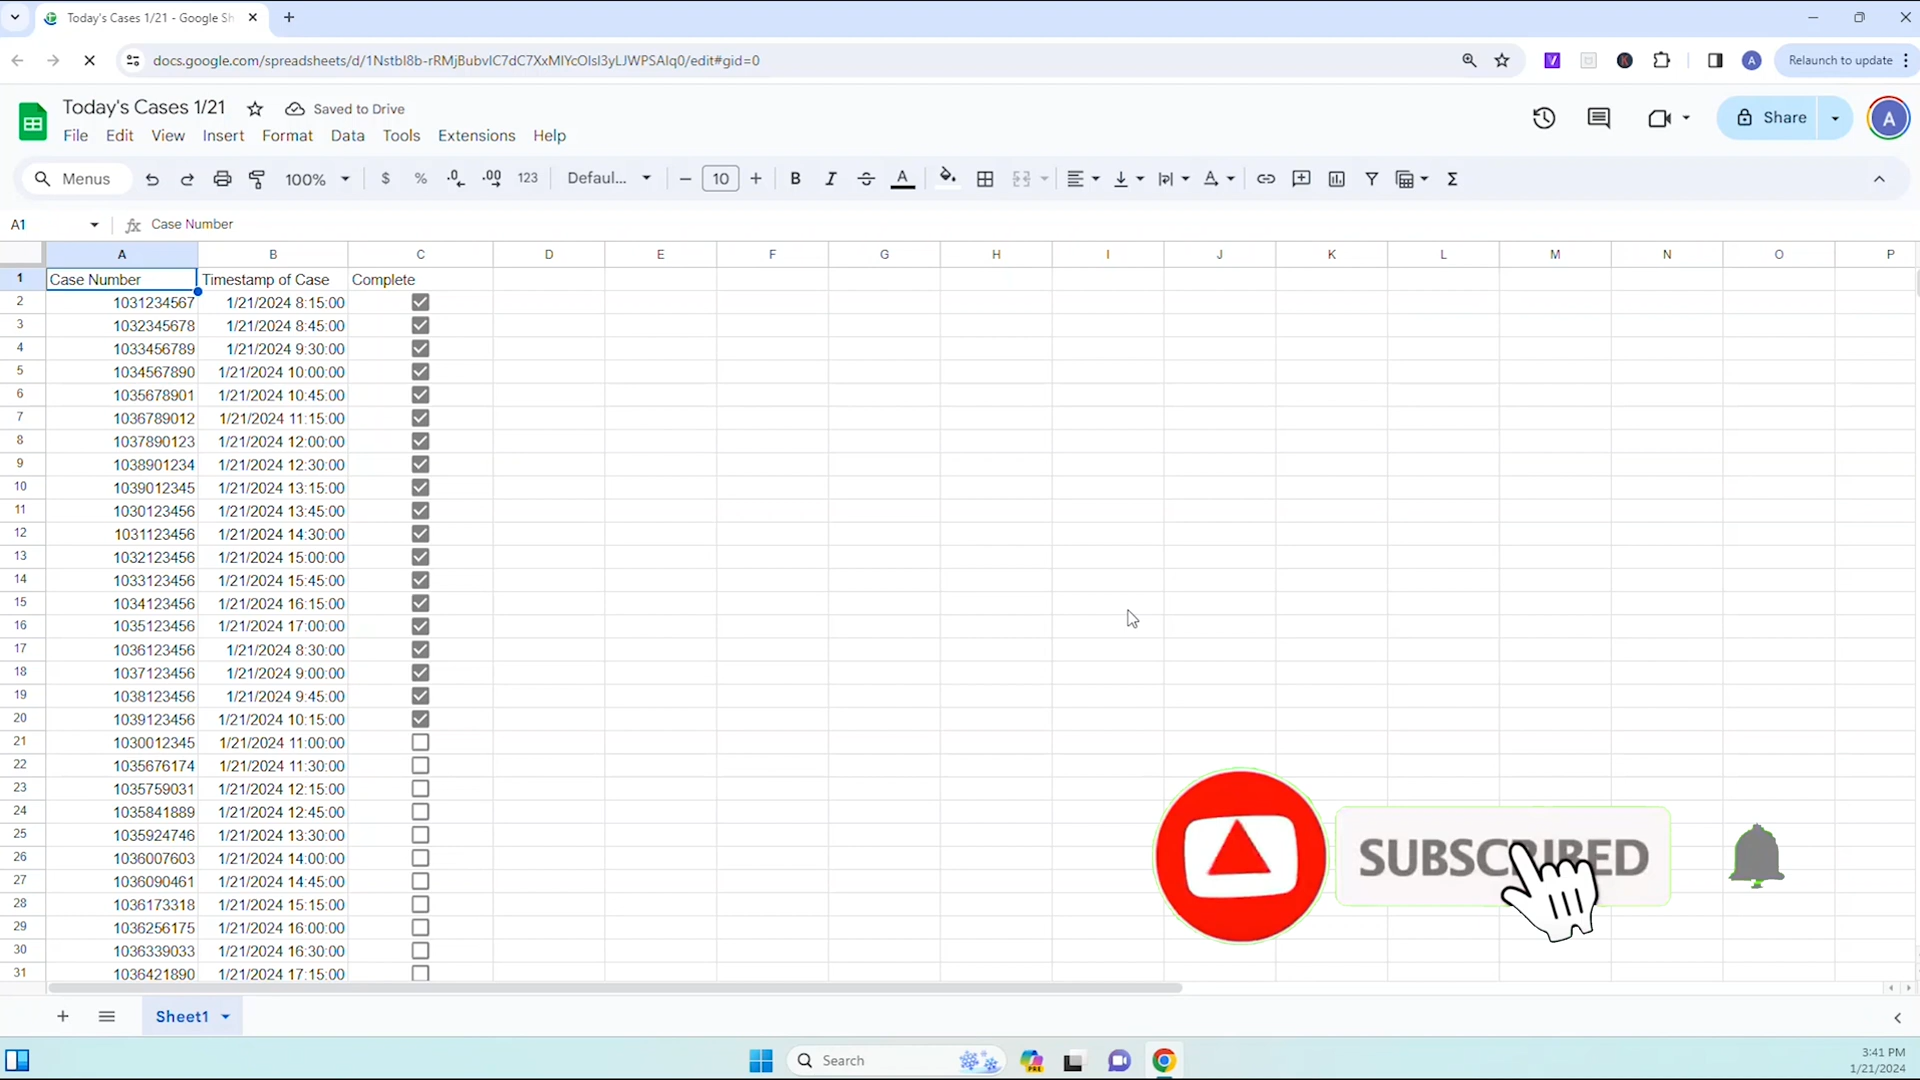 Today's Cases 1/21 - Google Sh
docs.google.com/spreadsheets/d/1Nstbl8b-rRMjBubvIC7dC7XxMIYcOlsl3yLJWPSAlq0/edit#gid=0
A
Relaunch to update
Today's Cases 1/21
Saved to Drive
File Edit View Insert Format Data Tools Extensions Help
Share
A
Menus
100%
$ % .0 .00 123
Defaul...
10
B I S A
Σ
A1
fx Case Number
A B C D E F G H I J K L M N O P
1 Case Number Timestamp of Case Complete
2 1031234567 1/21/2024 8:15:00
3 1032345678 1/21/2024 8:45:00
4 1033456789 1/21/2024 9:30:00
5 1034567890 1/21/2024 10:00:00
6 1035678901 1/21/2024 10:45:00
7 1036789012 1/21/2024 11:15:00
8 1037890123 1/21/2024 12:00:00
9 1038901234 1/21/2024 12:30:00
10 1039012345 1/21/2024 13:15:00
11 1030123456 1/21/2024 13:45:00
12 1031123456 1/21/2024 14:30:00
13 1032123456 1/21/2024 15:00:00
14 1033123456 1/21/2024 15:45:00
15 1034123456 1/21/2024 16:15:00
16 1035123456 1/21/2024 17:00:00
17 1036123456 1/21/2024 8:30:00
18 1037123456 1/21/2024 9:00:00
19 1038123456 1/21/2024 9:45:00
20 1039123456 1/21/2024 10:15:00
21 1030012345 1/21/2024 11:00:00
22 1035676174 1/21/2024 11:30:00
23 1035759031 1/21/2024 12:15:00
24 1035841889 1/21/2024 12:45:00
25 1035924746 1/21/2024 13:30:00
26 1036007603 1/21/2024 14:00:00
27 1036090461 1/21/2024 14:45:00
28 1036173318 1/21/2024 15:15:00
29 1036256175 1/21/2024 16:00:00
30 1036339033 1/21/2024 16:30:00
31 1036421890 1/21/2024 17:15:00
SUBSCRIBED
Sheet1
Search
PRE
3:41 PM
1/21/2024